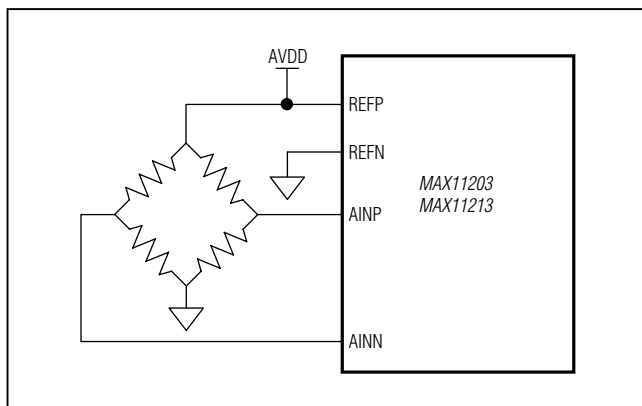 AVDD
REFP
REFN
MAX11203
MAX11213
AINP
AINN